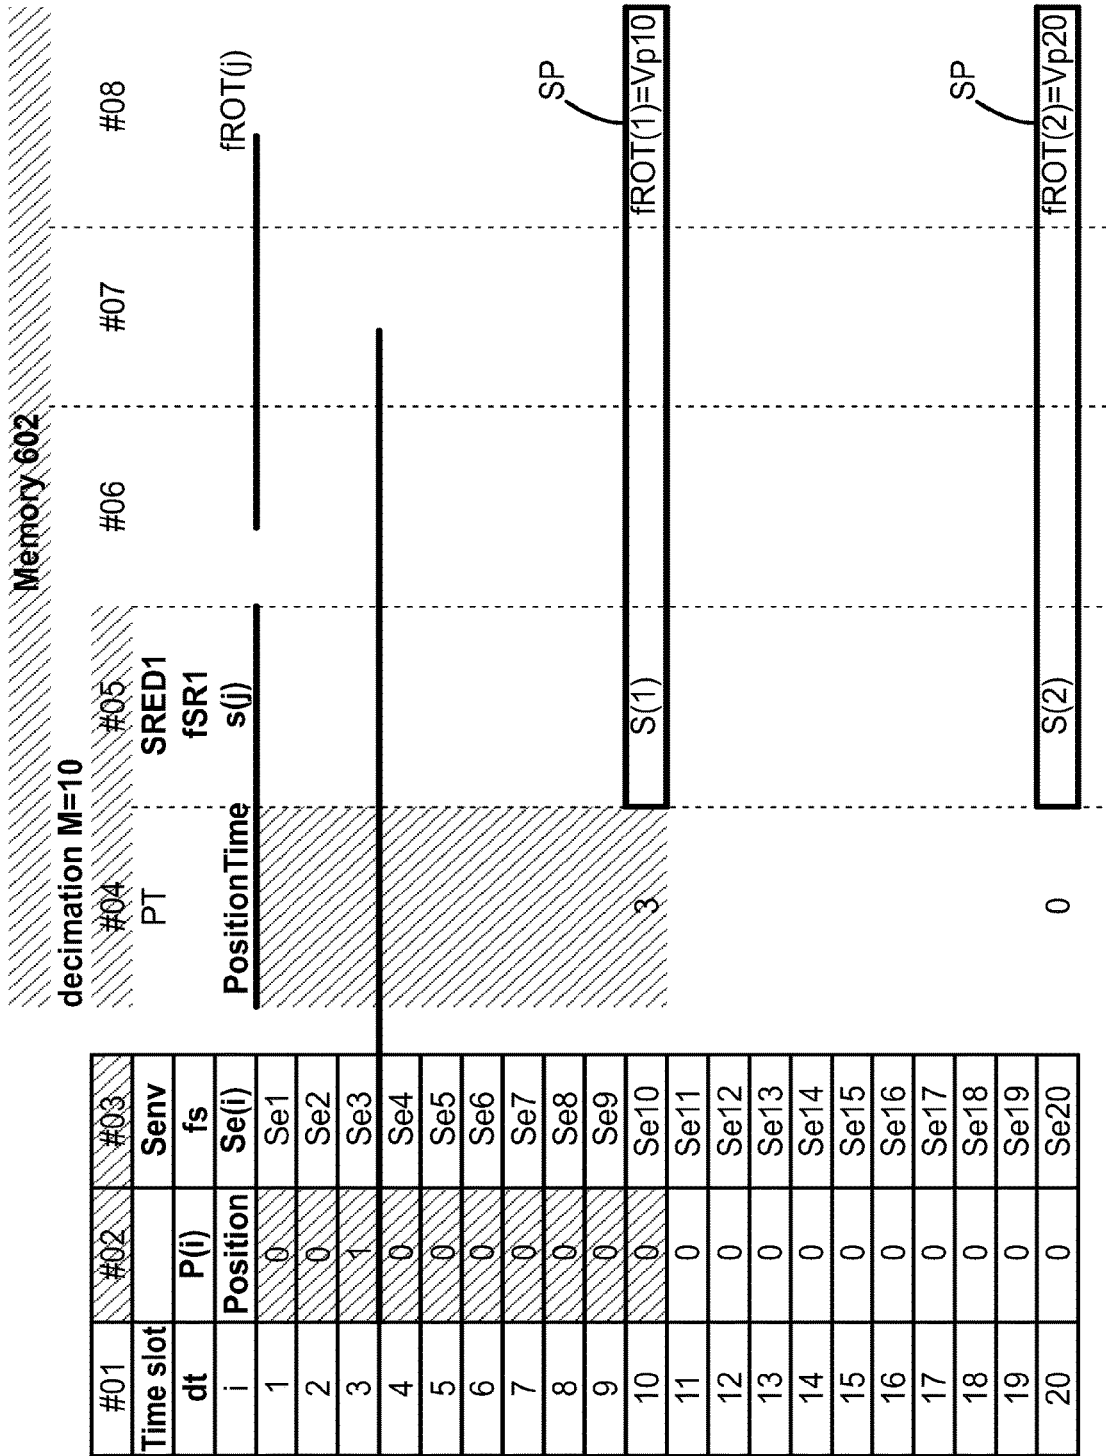 Memory 602
decimation M=10
#01 #02 #03 #04 #05 #06 #07 #08
Time slot Senv PT SRED1
dt P(i) fs fSR1
i Position Se(i) PositionTime s(j) fROT(j)
1 0 Se1
2 0 Se2
3 1 Se3
4 0 Se4
5 0 Se5
6 0 Se6
7 0 Se7
8 0 Se8
SP
9 0 Se9
10 0 Se10 3 S(1) fROT(1)=Vp10
11 0 Se11
12 0 Se12
13 0 Se13
14 0 Se14
15 0 Se15
16 0 Se16
17 0 Se17
18 0 Se18
SP
19 0 Se19
20 0 Se20 0 S(2) fROT(2)=Vp20